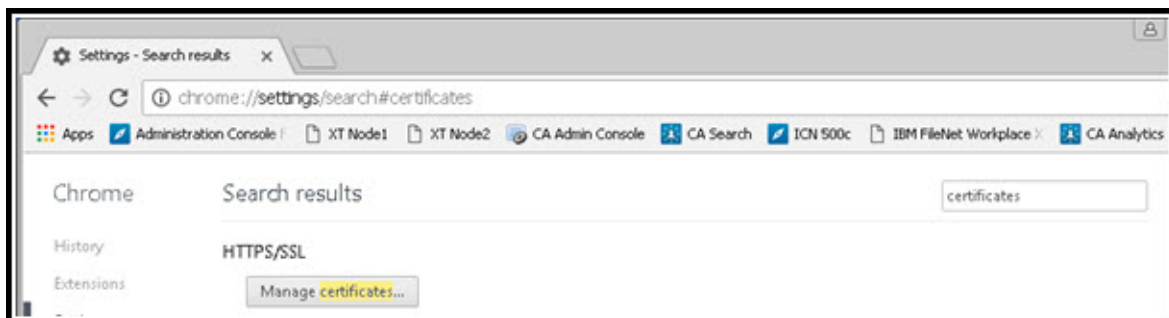 Settings - Search results
chrome://settings/search#certificates
Apps Administration Console F XT Node1 XT Node2 CA Admin Console CA Search ICN 500c IBM FileNet Workplace X CA Analytics
Chrome Search results certificates
History HTTPS/SSL
Extensions Manage certificates...